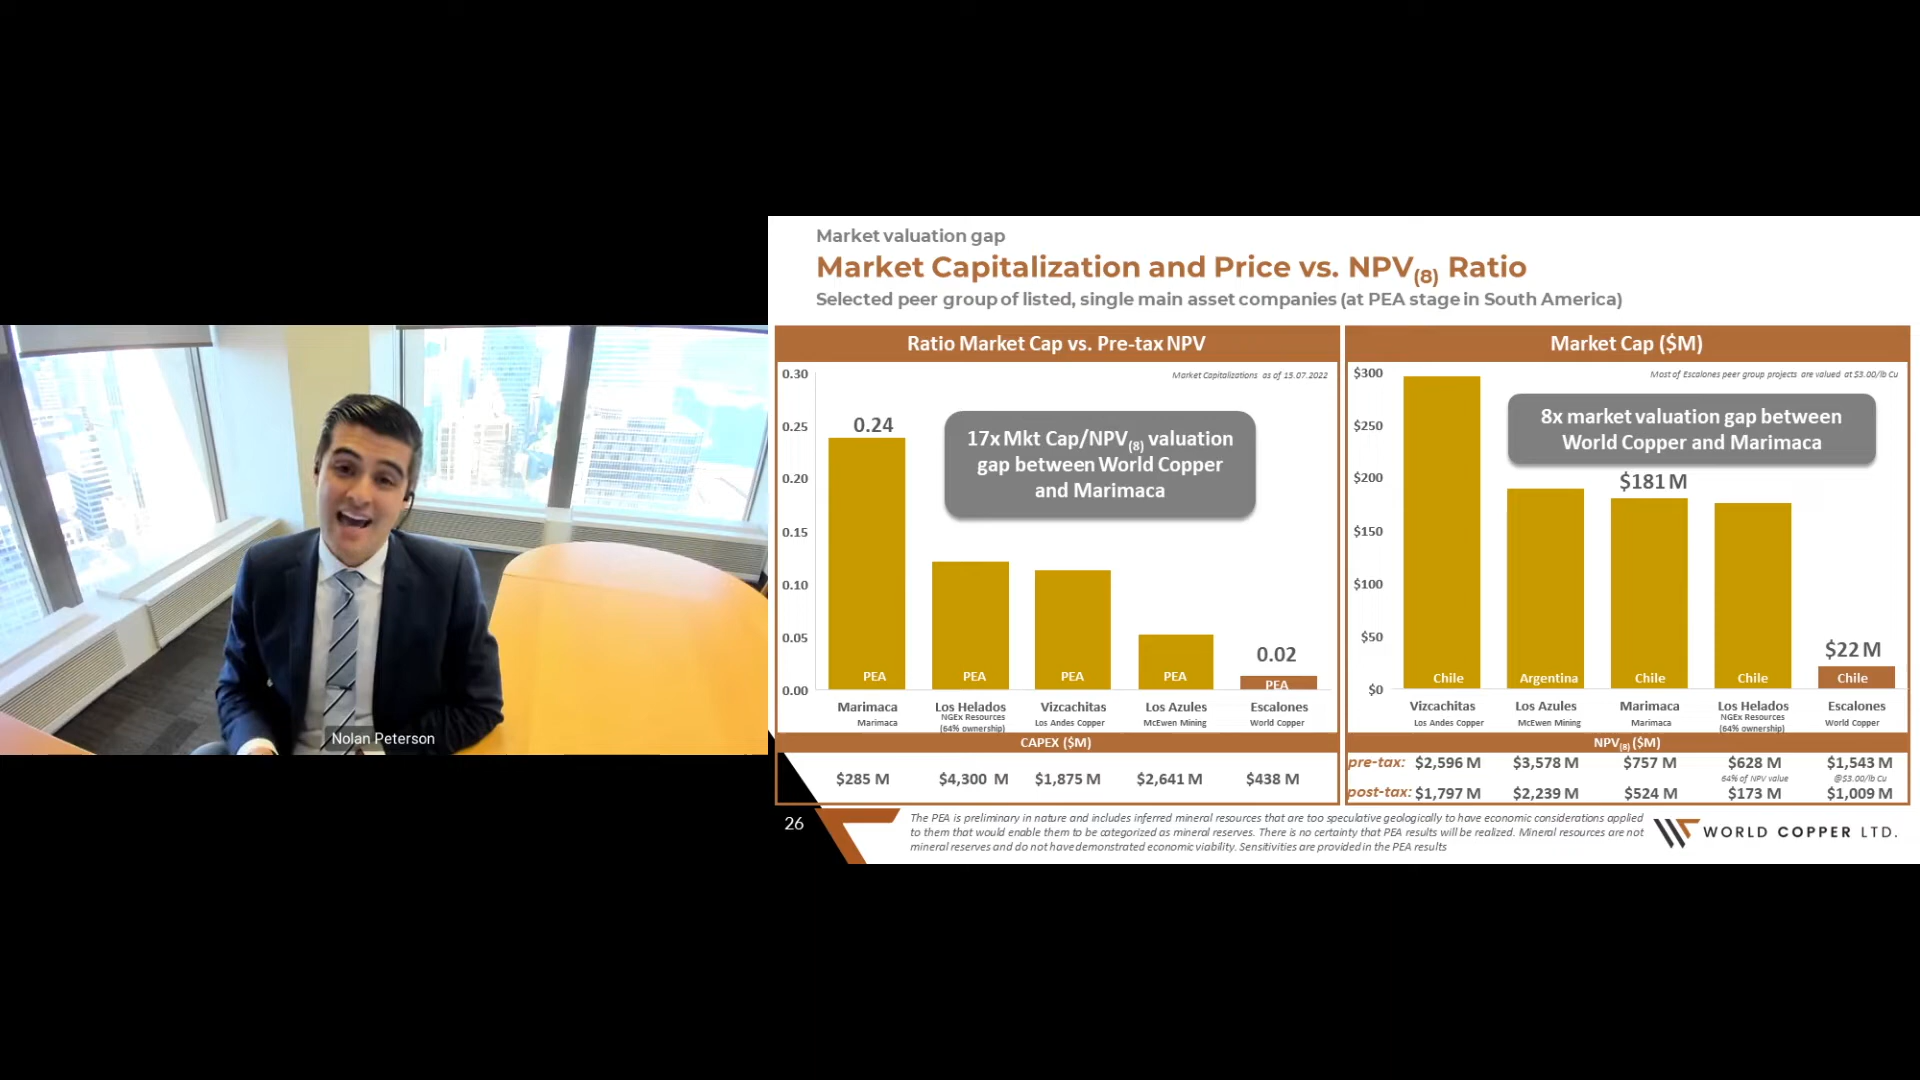 Nolan Peterson
Market valuation gap
Market Capitalization and Price vs. NPV(8) Ratio
Selected peer group of listed, single main asset companies (at PEA stage in South America)
Ratio Market Cap vs. Pre-tax NPV
Market Capitalizations as of 15.07.2022
0.30
0.25
0.20
0.15
0.10
0.05
0.00
0.24
17x Mkt Cap/NPV(8) valuation
gap between World Copper
and Marimaca
0.02
PEA PEA PEA PEA PEA
Marimaca Los Helados Vizcachitas Los Azules Escalones
Marimaca NGEx Resources Los Andes Copper McEwen Mining World Copper
(64% ownership)
CAPEX ($M)
$285 M $4,300 M $1,875 M $2,641 M $438 M
Market Cap ($M)
Most of Escalones peer group projects are valued at $3.00/lb Cu
$300
$250
$200
$150
$100
$50
$0
8x market valuation gap between
World Copper and Marimaca
$181 M
$22 M
Chile Argentina Chile Chile Chile
Vizcachitas Los Azules Marimaca Los Helados Escalones
Los Andes Copper McEwen Mining Marimaca NGEx Resources World Copper
(64% ownership)
NPV(8) ($M)
pre-tax: $2,596 M $3,578 M $757 M $628 M $1,543 M
64% of NPV value @$3.00/lb Cu
post-tax: $1,797 M $2,239 M $524 M $173 M $1,009 M
26
The PEA is preliminary in nature and includes inferred mineral resources that are too speculative geologically to have economic considerations applied
to them that would enable them to be categorized as mineral reserves. There is no certainty that PEA results will be realized. Mineral resources are not
mineral reserves and do not have demonstrated economic viability. Sensitivities are provided in the PEA results
WORLD COPPER LTD.